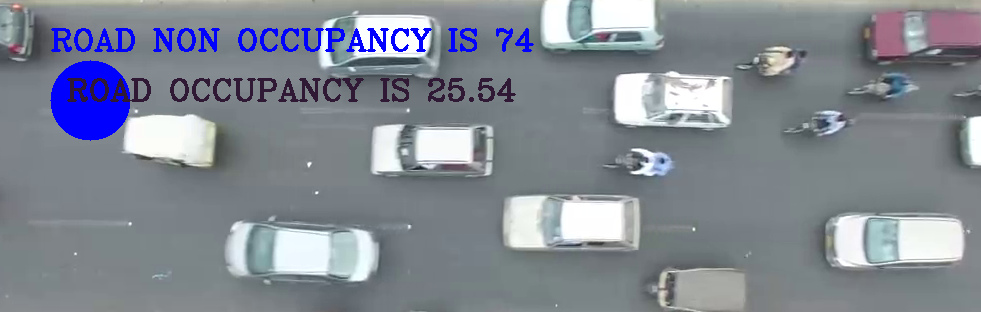 ROAD NON OCCUPANCY IS 74
ROAD OCCUPANCY IS 25.54